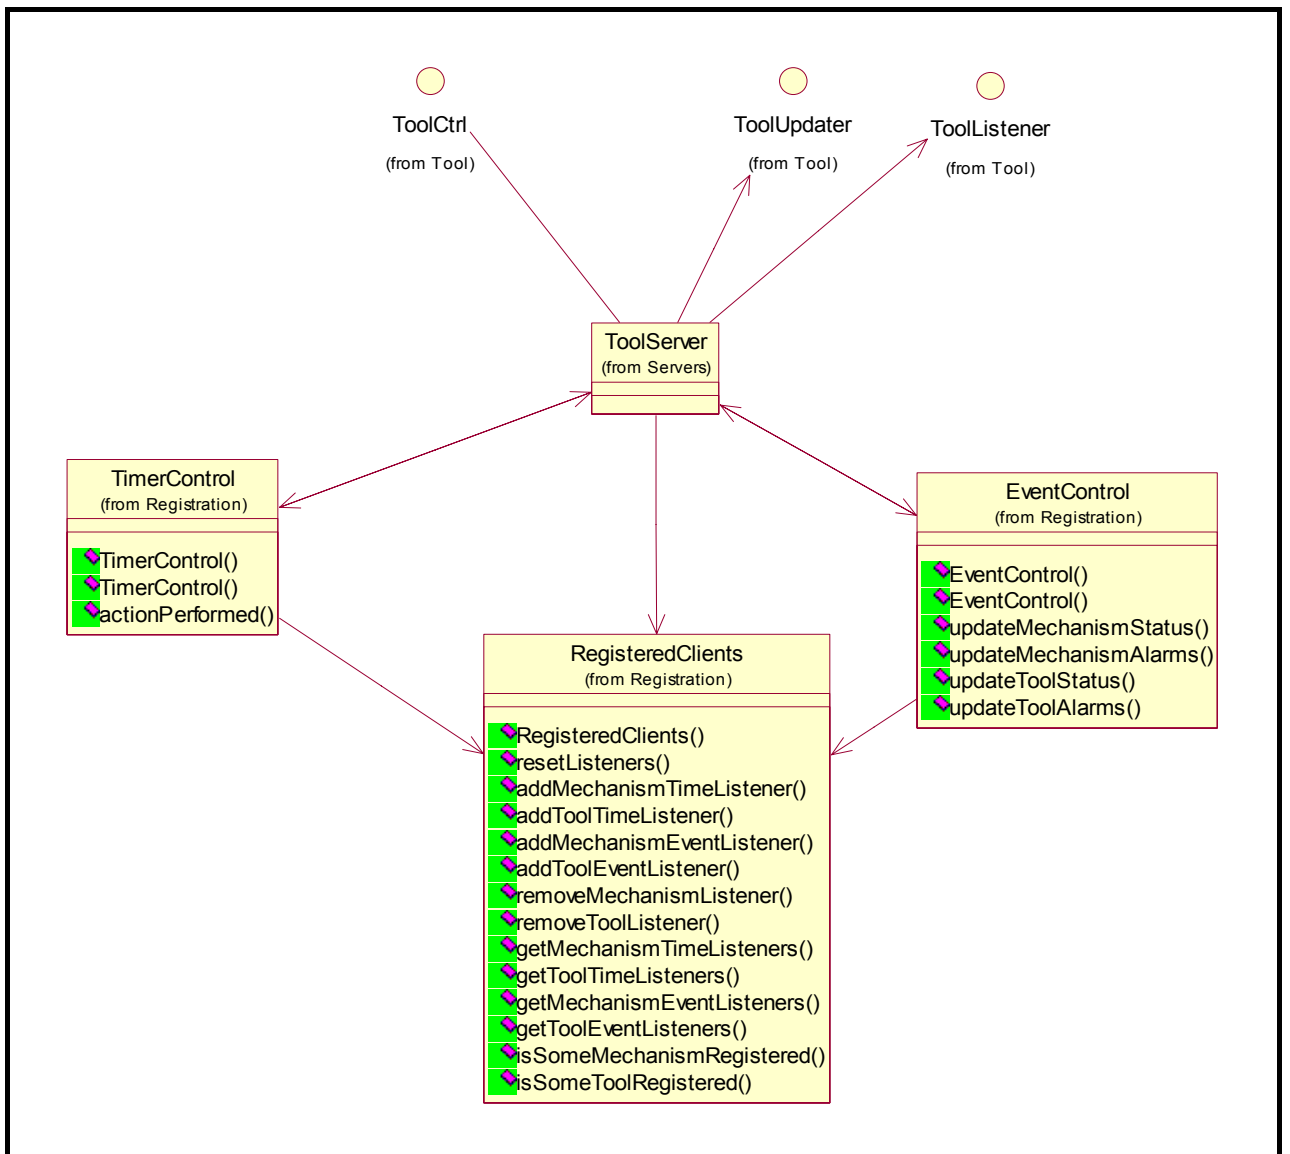 ToolCtrl
(from Tool)
ToolUpdater
(from Tool)
ToolListener
(from Tool)
ToolServer
(from Servers)
TimerControl
(from Registration)
TimerControl()
TimerControl()
actionPerformed()
EventControl
(from Registration)
EventControl()
EventControl()
updateMechanismStatus()
updateMechanismAlarms()
updateToolStatus()
updateToolAlarms()
RegisteredClients
(from Registration)
RegisteredClients()
resetListeners()
addMechanismTimeListener()
addToolTimeListener()
addMechanismEventListener()
addToolEventListener()
removeMechanismListener()
removeToolListener()
getMechanismTimeListeners()
getToolTimeListeners()
getMechanismEventListeners()
getToolEventListeners()
isSomeMechanismRegistered()
isSomeToolRegistered()